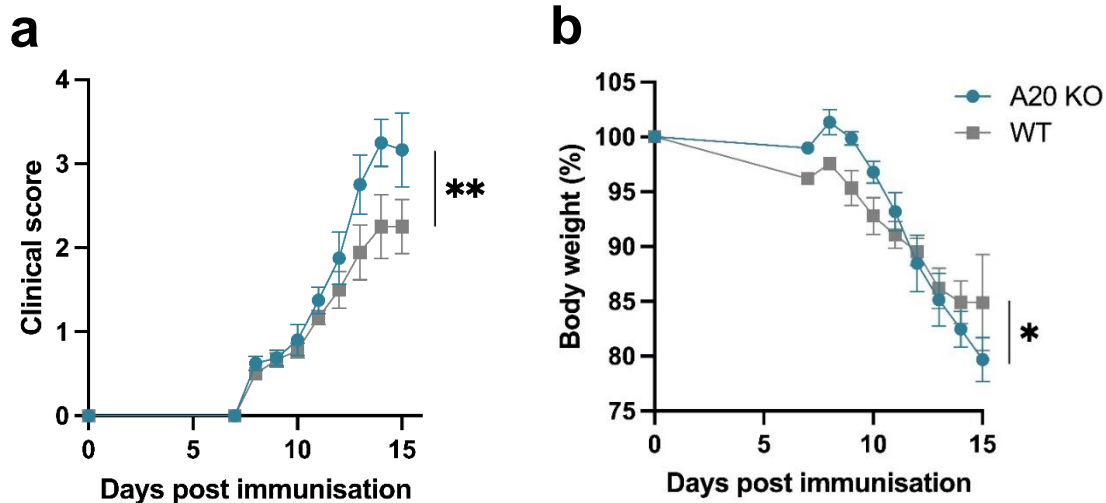 a
4
3
2
1
0
Clinical score
0 5 10 15
Days post immunisation
**
b
105
100
95
90
85
80
75
Body weight (%)
0 5 10 15
Days post immunisation
A20 KO
WT
*